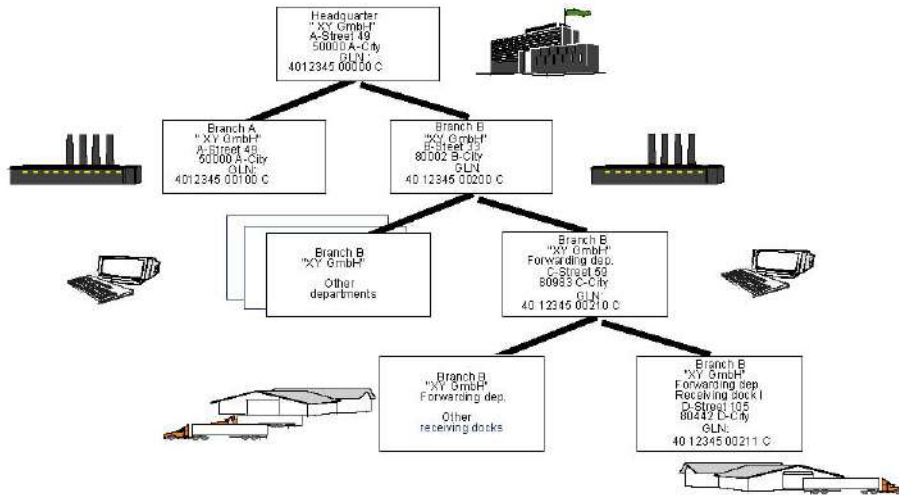 Headquarter
" XY GmbH"
A-Street 49
50000 A-City
GLN :
4012345 00000 C
Branch A
" XY GmbH"
A-Street 49
50000 A-City
GLN:
4012345 00100 C
Branch B
"XY GmbH"
B-Steet 33
80002 B-City
GLN:
40 12345 00200 C
Branch B
"XY GmbH"
Other
departments
Branch B
"XY GmbH"
Forwarding dep.
C-Street 59
80983 C-City
GLN:
40 12345 00210 C
Branch B
"XY GmbH"
Forwarding dep.
Other
receiving docks
Branch B
"XY GmbH"
Forwarding dep
Receiving dock I
D-Street 105
80442 D-City
GLN:
40 12345 00211 C